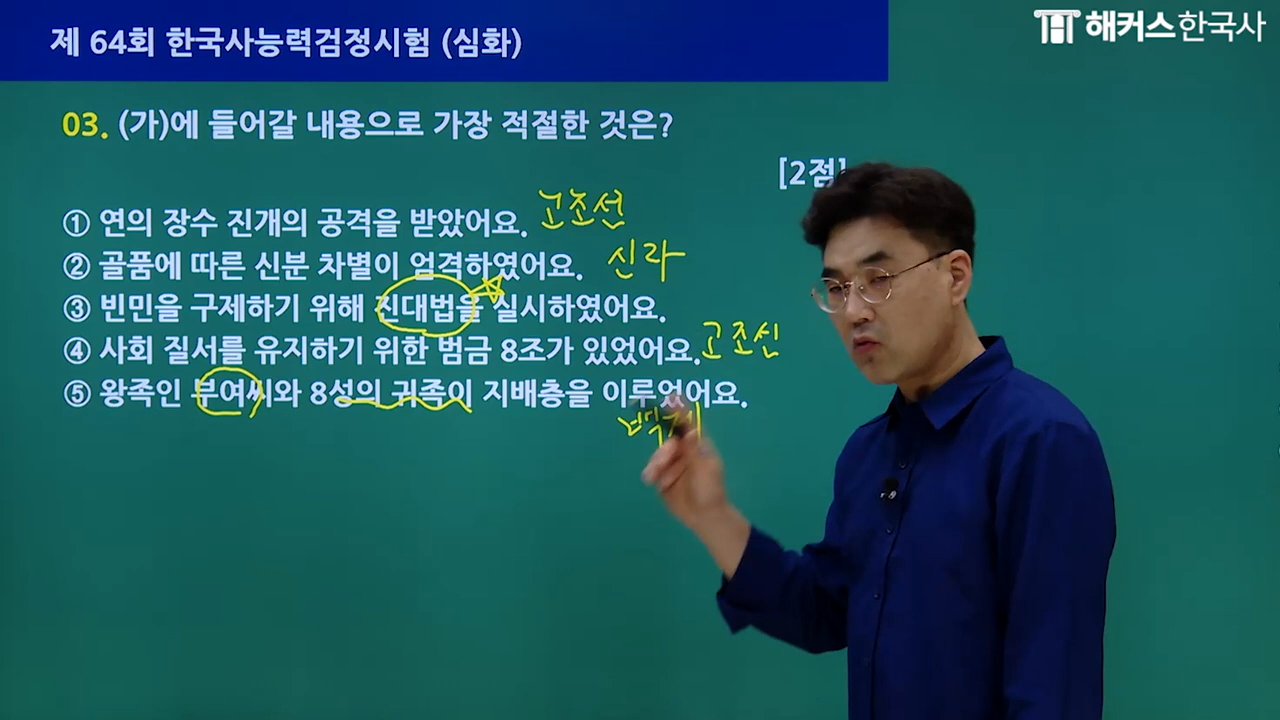 제 64회 한국사능력검정시험 (심화)
해커스한국사
03. (가)에 들어갈 내용으로 가장 적절한 것은?
[2점]
① 연의 장수 진개의 공격을 받았어요. 고조선
② 골품에 따른 신분 차별이 엄격하였어요. 신라
③ 빈민을 구제하기 위해 진대법을 실시하였어요.
④ 사회 질서를 유지하기 위한 범금 8조가 있었어요. 고조선
⑤ 왕족인 부여씨와 8성의 귀족이 지배층을 이루었어요.
백제